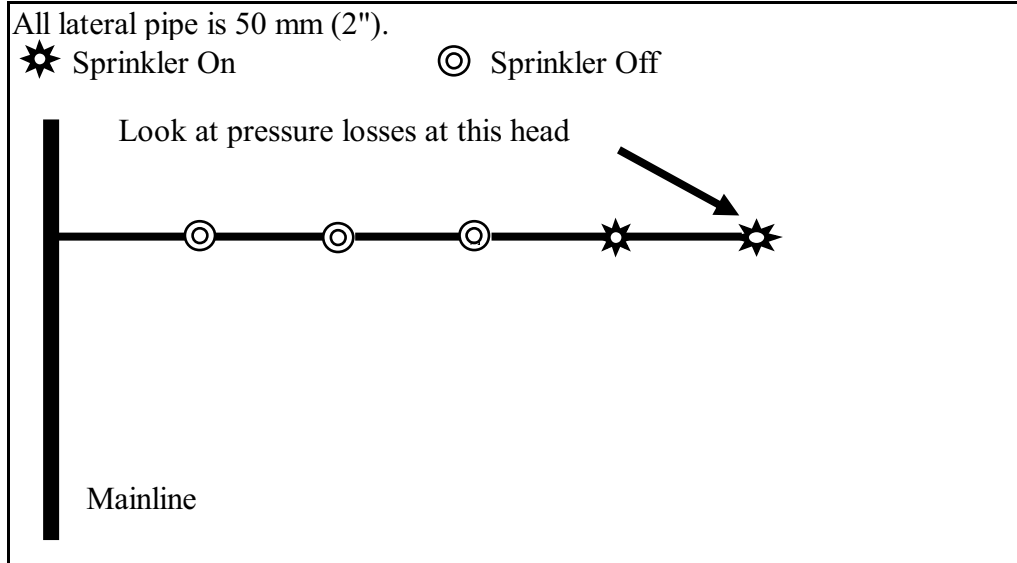 All lateral pipe is 50 mm (2").
Sprinkler On Sprinkler Off
Look at pressure losses at this head
Mainline